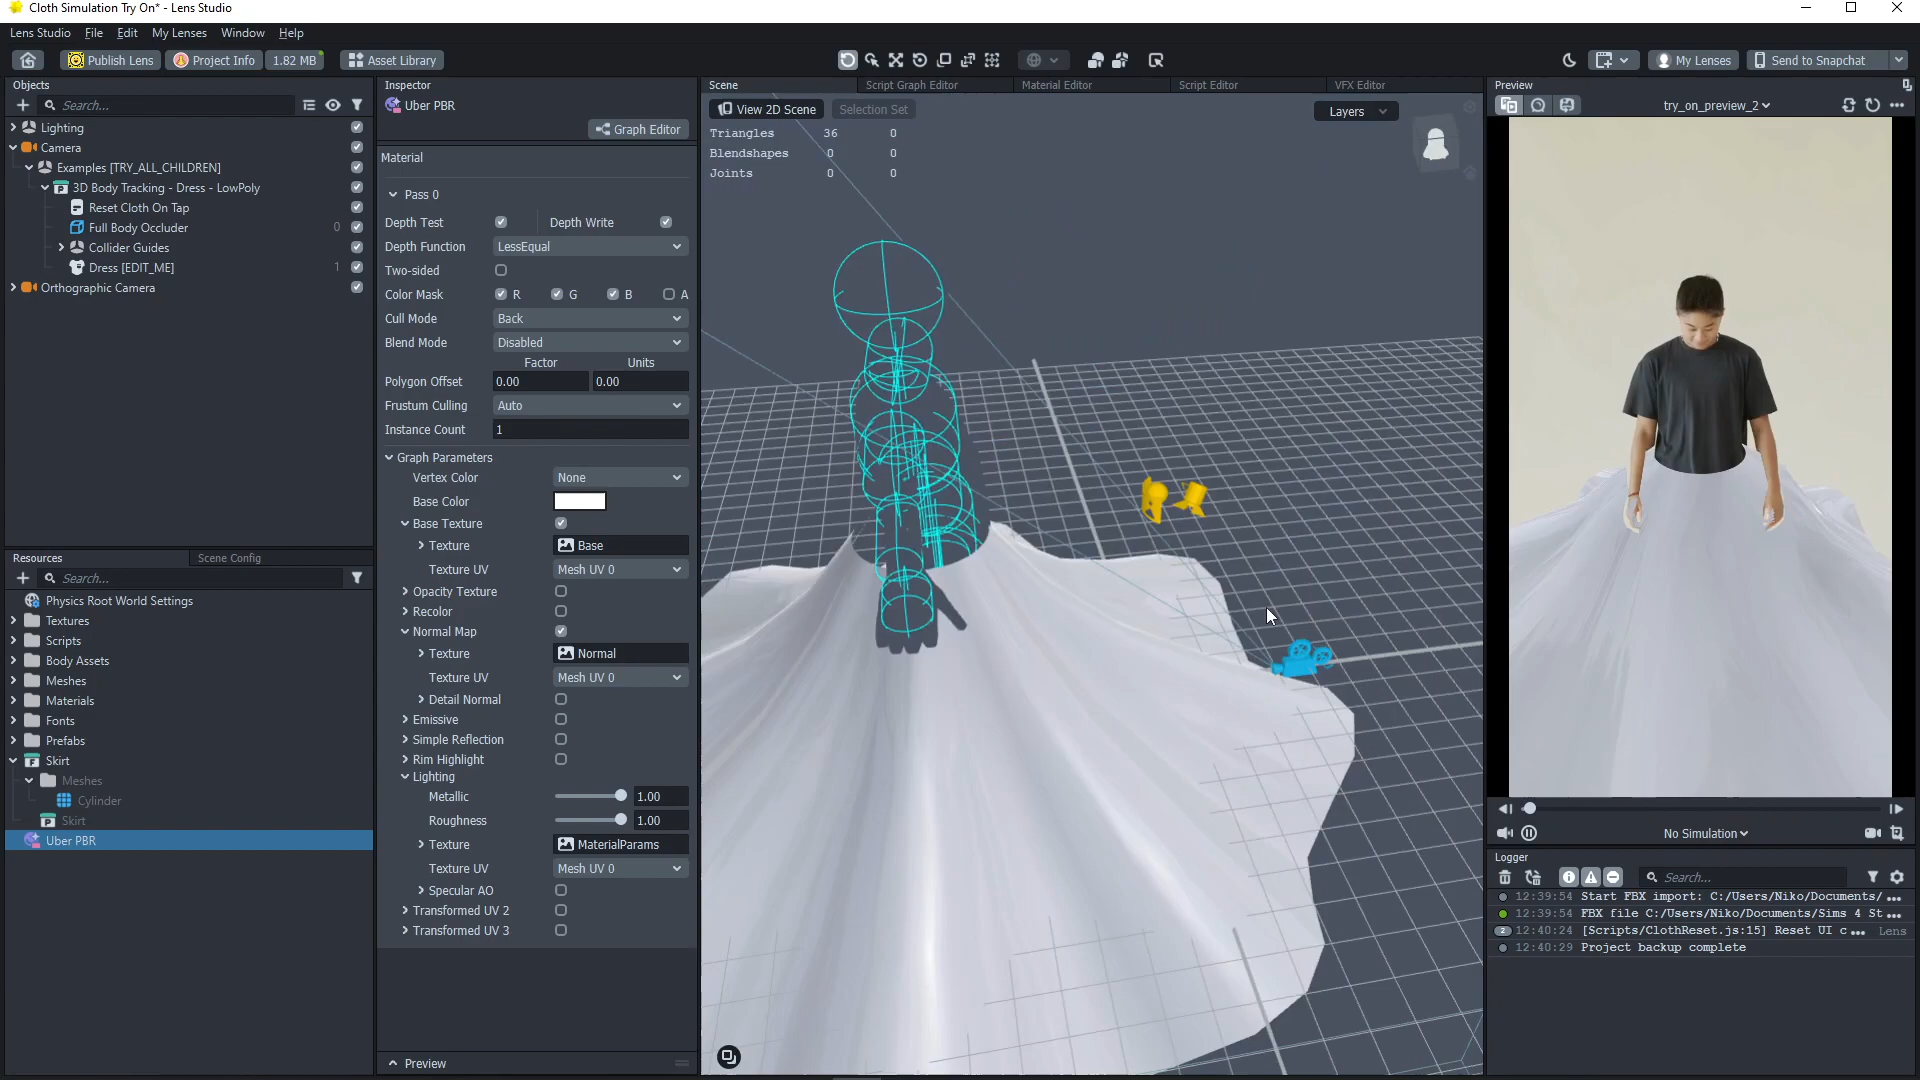 Cloth Simulation Try On* - Lens Studio
Lens Studio File Edit My Lenses Window Help
Publish Lens Project Info 1.82 MB Asset Library My Lenses Send to Snapchat
Objects
Search...
Lighting
Camera
Examples [TRY_ALL_CHILDREN]
3D Body Tracking - Dress - LowPoly
Reset Cloth On Tap
Full Body Occluder 0
Collider Guides
Dress [EDIT_ME] 1
Orthographic Camera
Resources Scene Config
Search...
Physics Root World Settings
Textures
Scripts
Body Assets
Meshes
Materials
Fonts
Prefabs
Skirt
Meshes
Cylinder
Skirt
Uber PBR
Inspector
Uber PBR
Graph Editor
Material
Pass 0
Depth Test Depth Write
Depth Function LessEqual
Two-sided
Color Mask R G B A
Cull Mode Back
Blend Mode Disabled
Factor Units
Polygon Offset 0.00 0.00
Frustum Culling Auto
Instance Count 1
Graph Parameters
Vertex Color None
Base Color
Base Texture
Texture Base
Texture UV Mesh UV 0
Opacity Texture
Recolor
Normal Map
Texture Normal
Texture UV Mesh UV 0
Detail Normal
Emissive
Simple Reflection
Rim Highlight
Lighting
Metallic 1.00
Roughness 1.00
Texture MaterialParams
Texture UV Mesh UV 0
Specular AO
Transformed UV 2
Transformed UV 3
Preview
Scene Script Graph Editor Material Editor Script Editor VFX Editor
View 2D Scene Selection Set Layers
Triangles 36 0
Blendshapes 0 0
Joints 0 0
Preview
try_on_preview_2
No Simulation
Logger
Search...
12:39:54 Start FBX import: C:/Users/Niko/Documents/ ...
12:39:54 FBX file C:/Users/Niko/Documents/Sims 4 St ...
2 12:40:24 [Scripts/ClothReset.js:15] Reset UI c ... Lens
12:40:29 Project backup complete